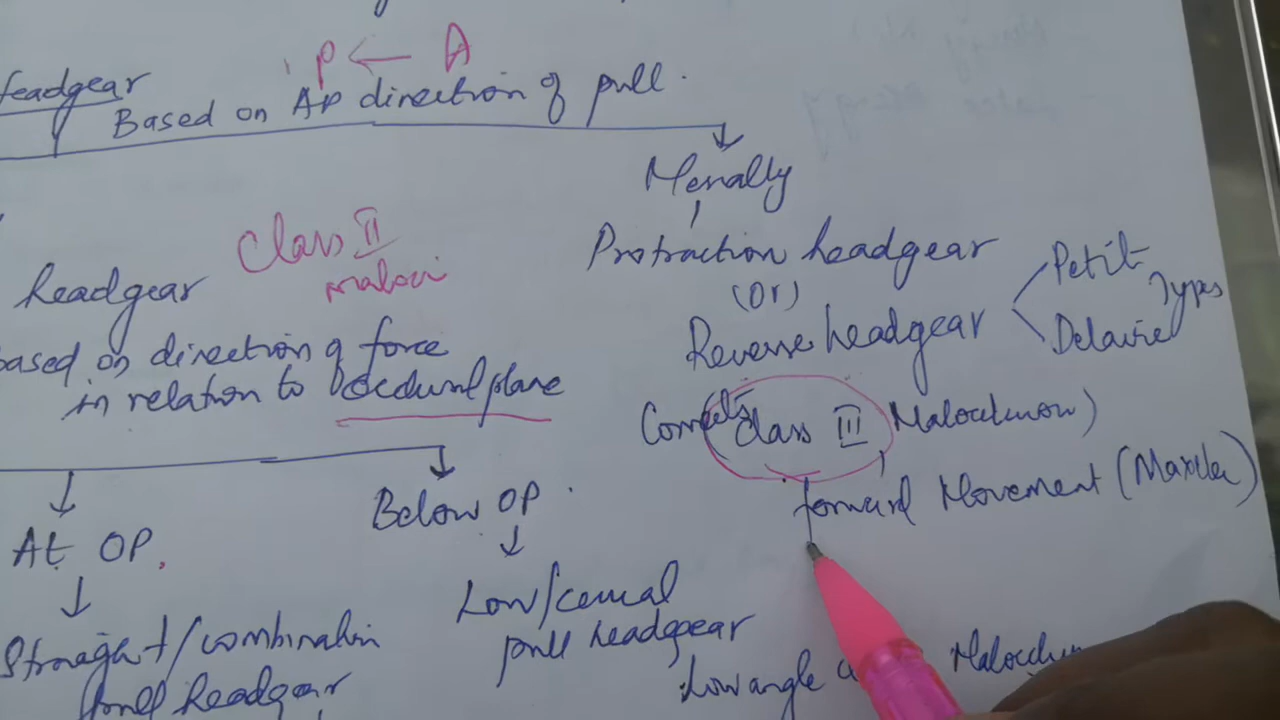 P ← A
Headgear
Based on AP direction of pull.
Mesially
Protraction headgear
(or)
Reverse headgear
Petit
Delaire
Types
Class II
maloccl
headgear
based on direction of force
in relation to Occlusal plane
Corrects Class III Malocclusion)
forward Movement (Maxilla)
At OP.
Below OP.
Straight/combination
pull headgear
Low/cervical
pull headgear
Low angle